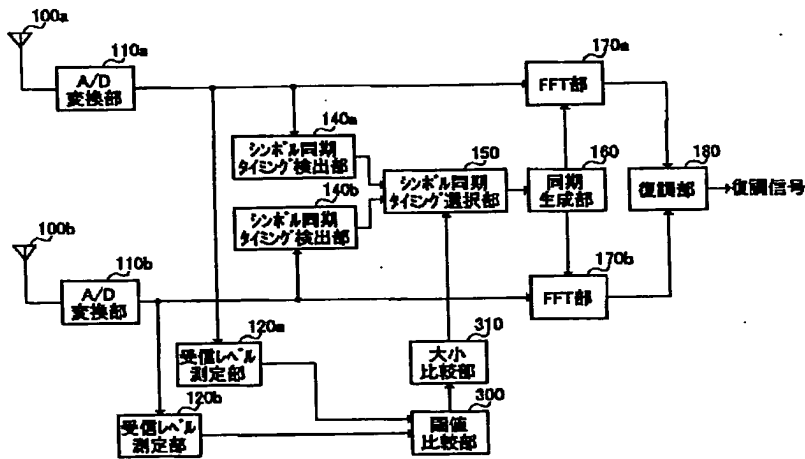 100a
110a
A/D
変換部
170a
FFT部
140a
シンボル同期
タイミング検出部
150
シンボル同期
タイミング選択部
160
同期
生成部
180
復調部
復調信号
140b
シンボル同期
タイミング検出部
100b
110b
A/D
変換部
170b
FFT部
120a
受信レベル
測定部
310
大小
比較部
120b
受信レベル
測定部
300
閾値
比較部